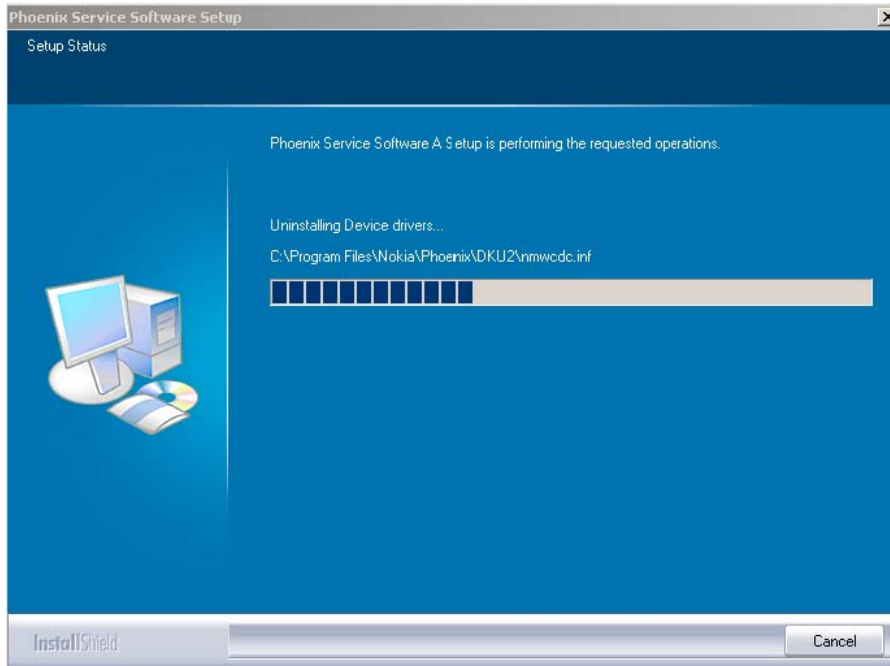 Phoenix Service Software Setup
Setup Status
Phoenix Service Software A Setup is performing the requested operations.
Uninstalling Device drivers...
C:\Program Files\Nokia\Phoenix\DKU2\nmwcdc.inf
InstallShield
Cancel